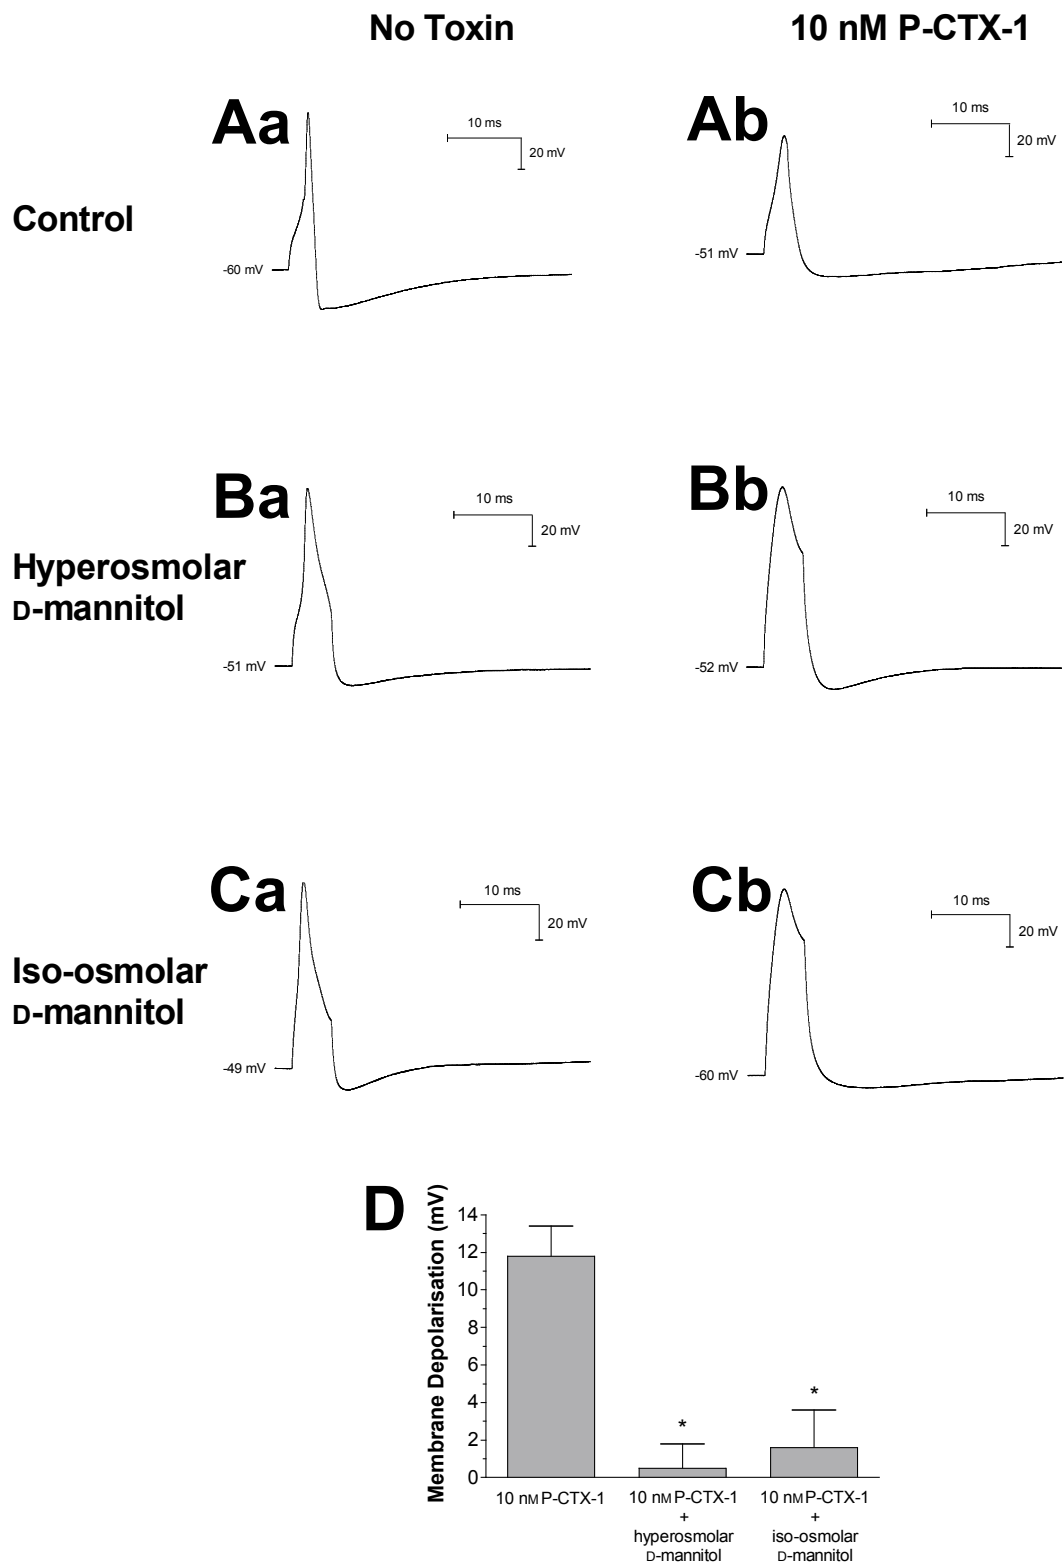 No Toxin
10 nM P-CTX-1
Control
Aa
10 ms
20 mV
-60 mV
Ab
10 ms
20 mV
-51 mV
Hyperosmolar
D-mannitol
Ba
10 ms
20 mV
-51 mV
Bb
10 ms
20 mV
-52 mV
Iso-osmolar
D-mannitol
Ca
10 ms
20 mV
-49 mV
Cb
10 ms
20 mV
-60 mV
D
Membrane Depolarisation (mV)
14
12
10
8
6
4
2
0
*
*
10 nM P-CTX-1
10 nM P-CTX-1
+
hyperosmolar
D-mannitol
10 nM P-CTX-1
+
iso-osmolar
D-mannitol